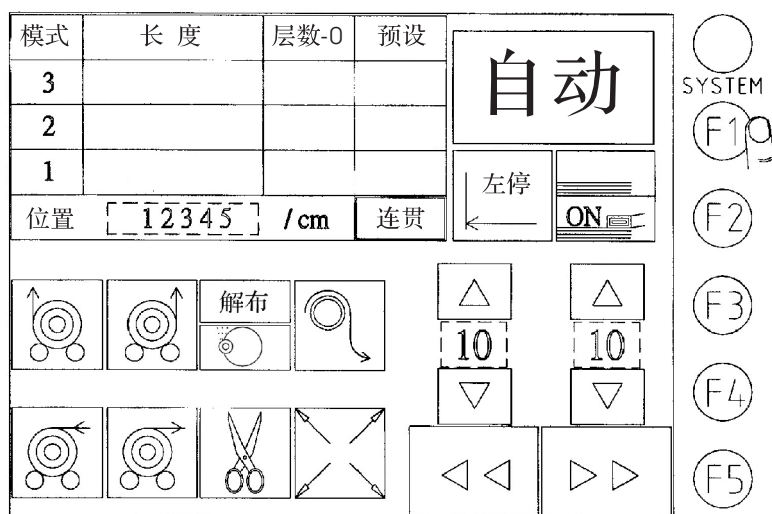 模式 长度 层数-0 预设
3
2
1
位置 12345 /cm 连贯
自动
左停
ON
解布
10
10
SYSTEM
F1
F2
F3
F4
F5